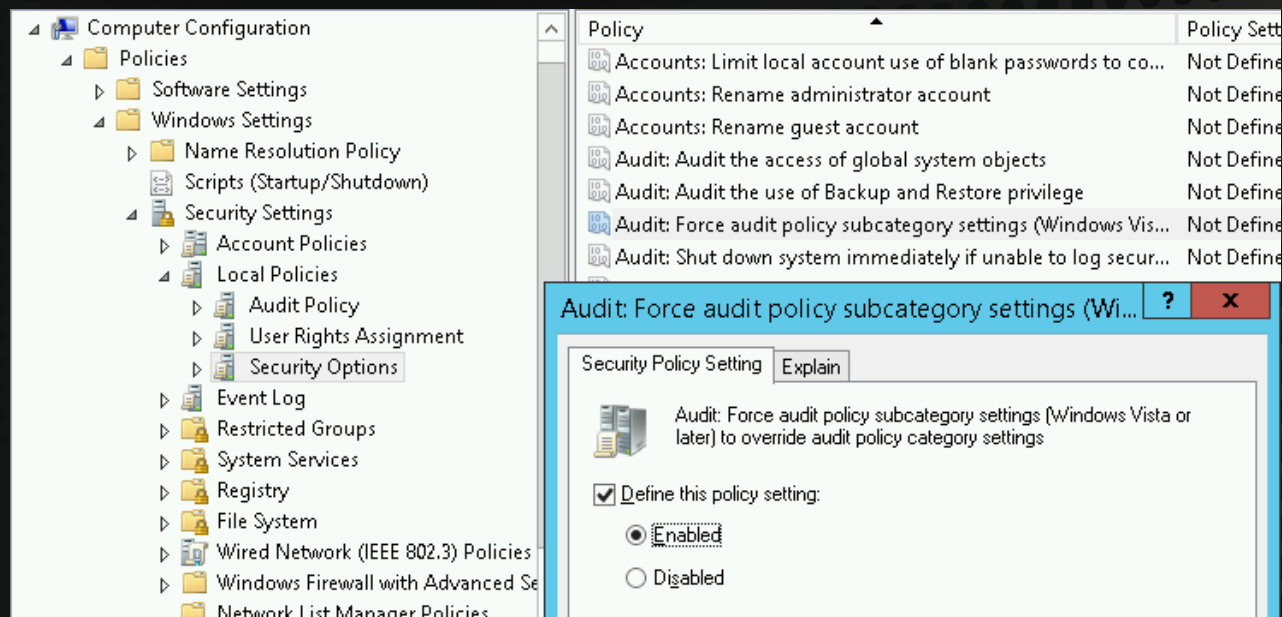 Computer Configuration
Policies
Software Settings
Windows Settings
Name Resolution Policy
Scripts (Startup/Shutdown)
Security Settings
Account Policies
Local Policies
Audit Policy
User Rights Assignment
Security Options
Event Log
Restricted Groups
System Services
Registry
File System
Wired Network (IEEE 802.3) Policies
Windows Firewall with Advanced Se
Network List Manager Policies
Policy Policy Sett
Accounts: Limit local account use of blank passwords to co... Not Define
Accounts: Rename administrator account Not Define
Accounts: Rename guest account Not Define
Audit: Audit the access of global system objects Not Define
Audit: Audit the use of Backup and Restore privilege Not Define
Audit: Force audit policy subcategory settings (Windows Vis... Not Define
Audit: Shut down system immediately if unable to log secur... Not Define
Audit: Force audit policy subcategory settings (Wi... ? x
Security Policy Setting Explain
Audit: Force audit policy subcategory settings (Windows Vista or
later) to override audit policy category settings
Define this policy setting:
Enabled
Disabled